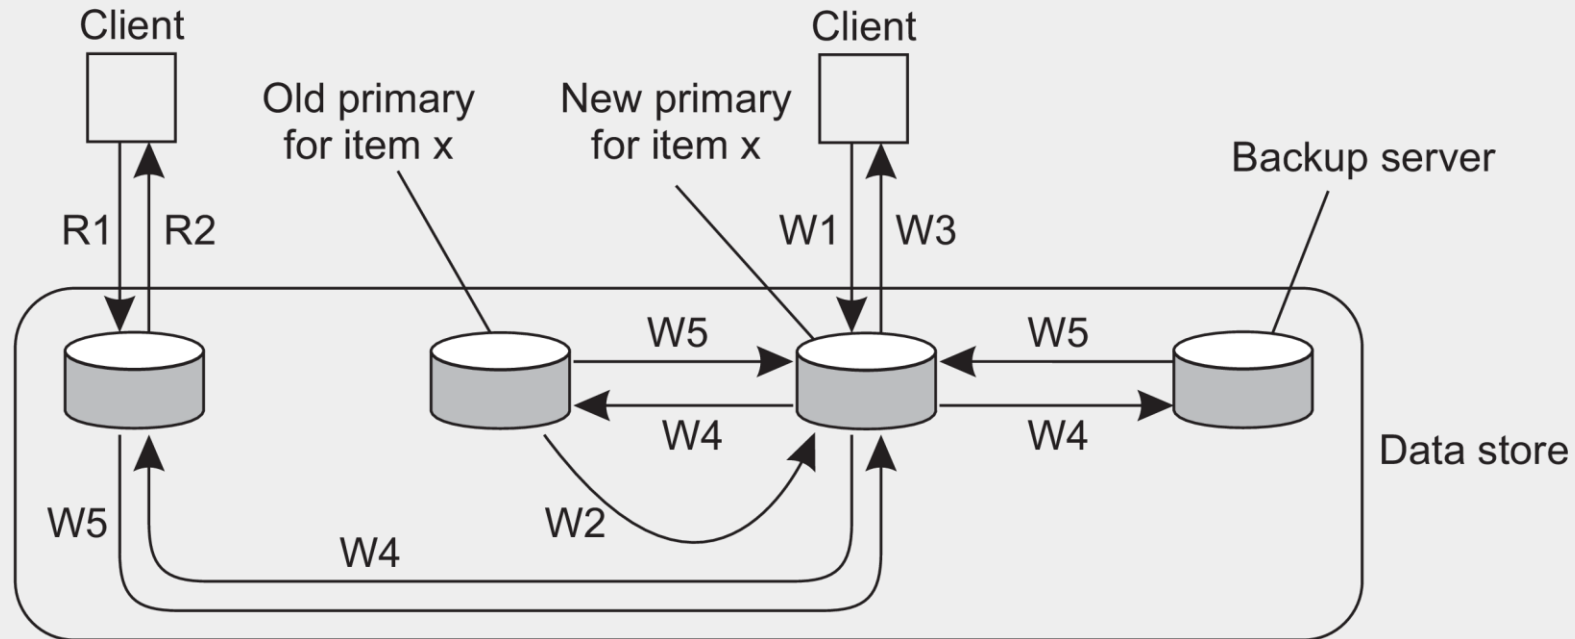 Client
Client
Old primary
for item x
New primary
for item x
Backup server
R1
R2
W1
W3
W5
W5
W4
W4
Data store
W5
W2
W4